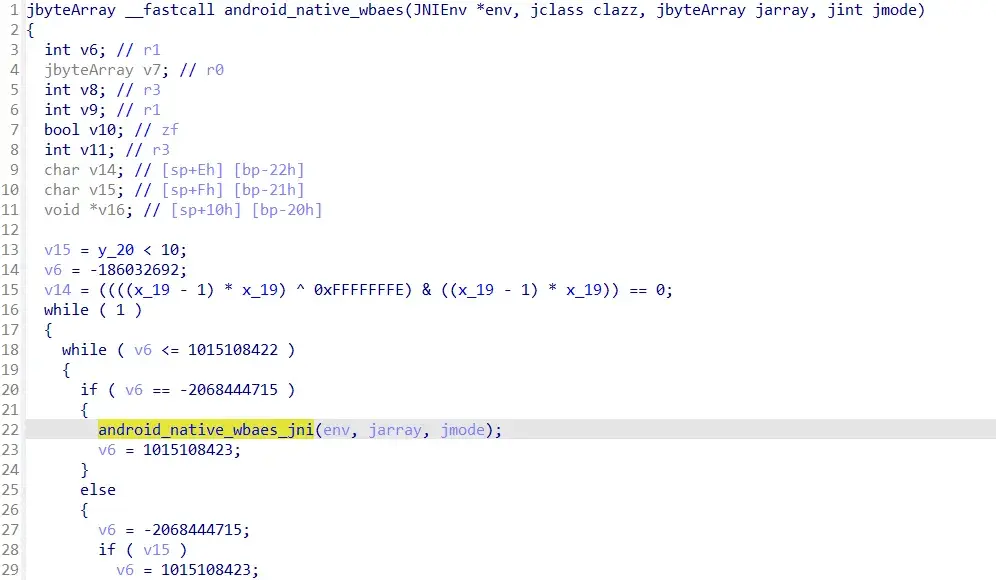 1 jbyteArray __fastcall android_native_wbaes(JNIEnv *env, jclass clazz, jbyteArray jarray, jint jmode)
2 {
3   int v6; // r1
4   jbyteArray v7; // r0
5   int v8; // r3
6   int v9; // r1
7   bool v10; // zf
8   int v11; // r3
9   char v14; // [sp+Eh] [bp-22h]
10   char v15; // [sp+Fh] [bp-21h]
11   void *v16; // [sp+10h] [bp-20h]
12
13   v15 = y_20 < 10;
14   v6 = -186032692;
15   v14 = ((((x_19 - 1) * x_19) ^ 0xFFFFFFFE) & ((x_19 - 1) * x_19)) == 0;
16   while ( 1 )
17   {
18     while ( v6 <= 1015108422 )
19     {
20       if ( v6 == -2068444715 )
21       {
22         android_native_wbaes_jni(env, jarray, jmode);
23         v6 = 1015108423;
24       }
25       else
26       {
27         v6 = -2068444715;
28         if ( v15 )
29           v6 = 1015108423;